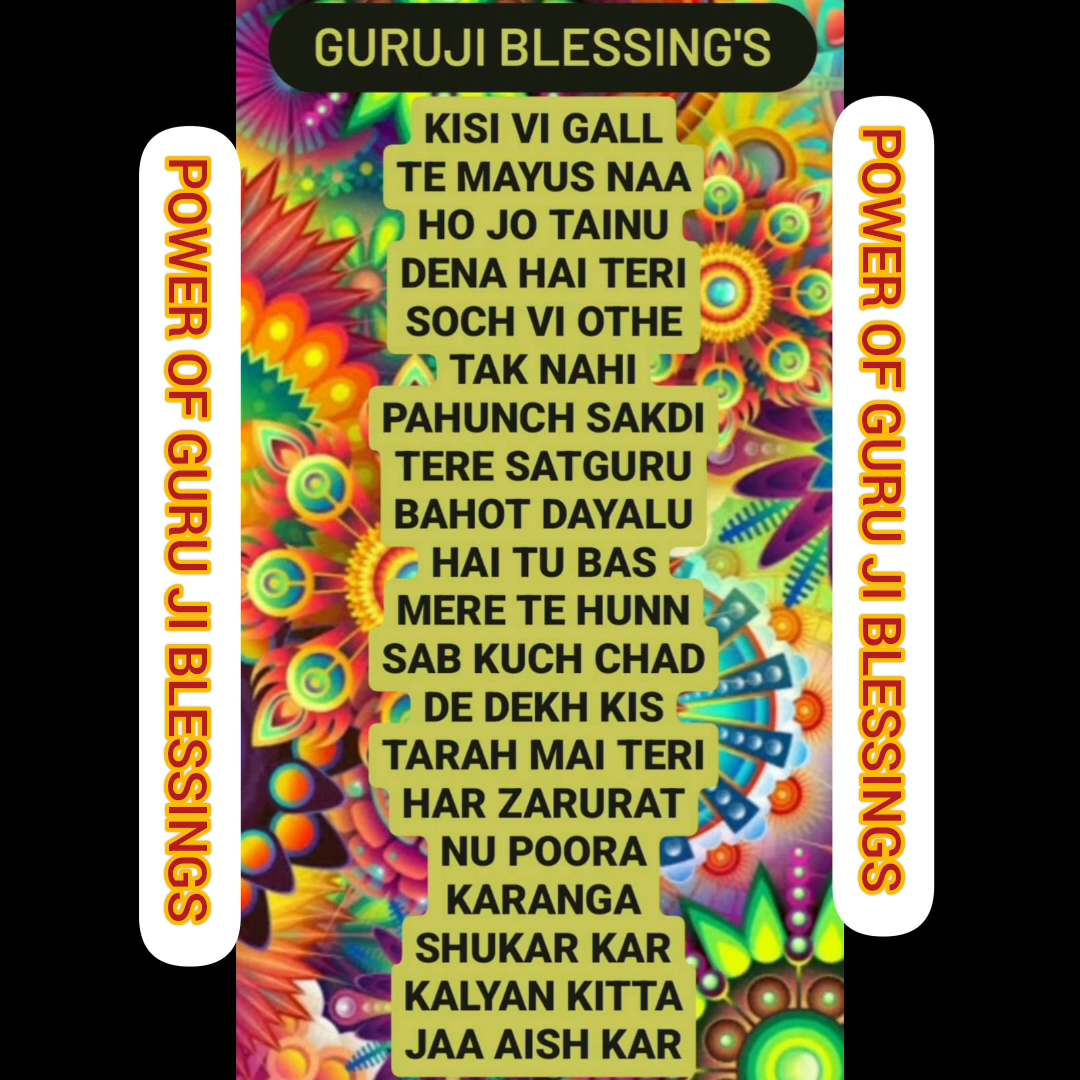 GURUJI BLESSING'S
KISI VI GALL
TE MAYUS NAA
HO JO TAINU
DENA HAI TERI
SOCH VI OTHE
TAK NAHI
PAHUNCH SAKDI
TERE SATGURU
BAHOT DAYALU
HAI TU BAS
MERE TE HUNN
SAB KUCH CHAD
DE DEKH KIS
TARAH MAI TERI
HAR ZARURAT
NU POORA
KARANGA
SHUKAR KAR
KALYAN KITTA
JAA AISH KAR
POWER OF GURU JI BLESSINGS
POWER OF GURU JI BLESSINGS